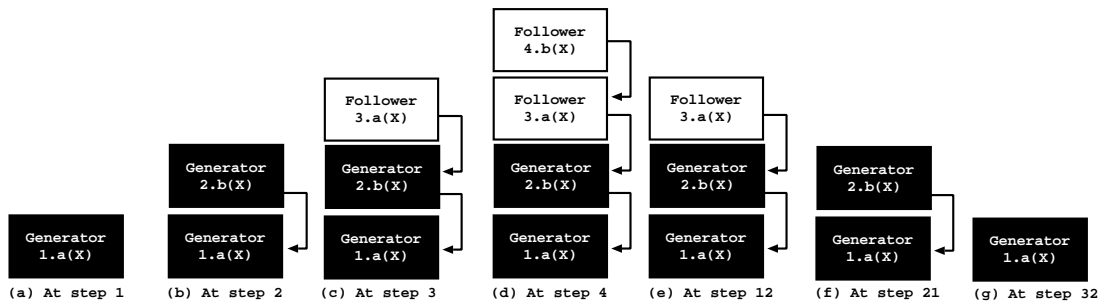 Generator
1.a(X)
(a) At step 1
Generator
2.b(X)
Generator
1.a(X)
(b) At step 2
Follower
3.a(X)
Generator
2.b(X)
Generator
1.a(X)
(c) At step 3
Follower
4.b(X)
Follower
3.a(X)
Generator
2.b(X)
Generator
1.a(X)
(d) At step 4
Follower
3.a(X)
Generator
2.b(X)
Generator
1.a(X)
(e) At step 12
Generator
2.b(X)
Generator
1.a(X)
(f) At step 21
Generator
1.a(X)
(g) At step 32